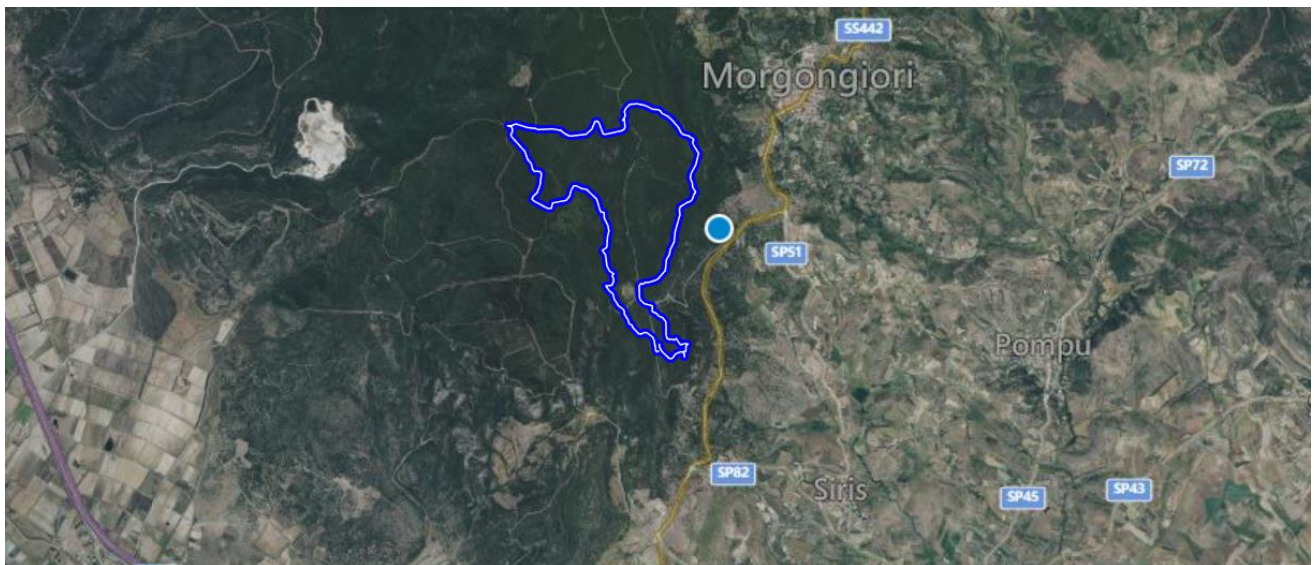 SS442
Morgongiori
SP72
SP51
Pompu
SP82
Siris
SP45
SP43